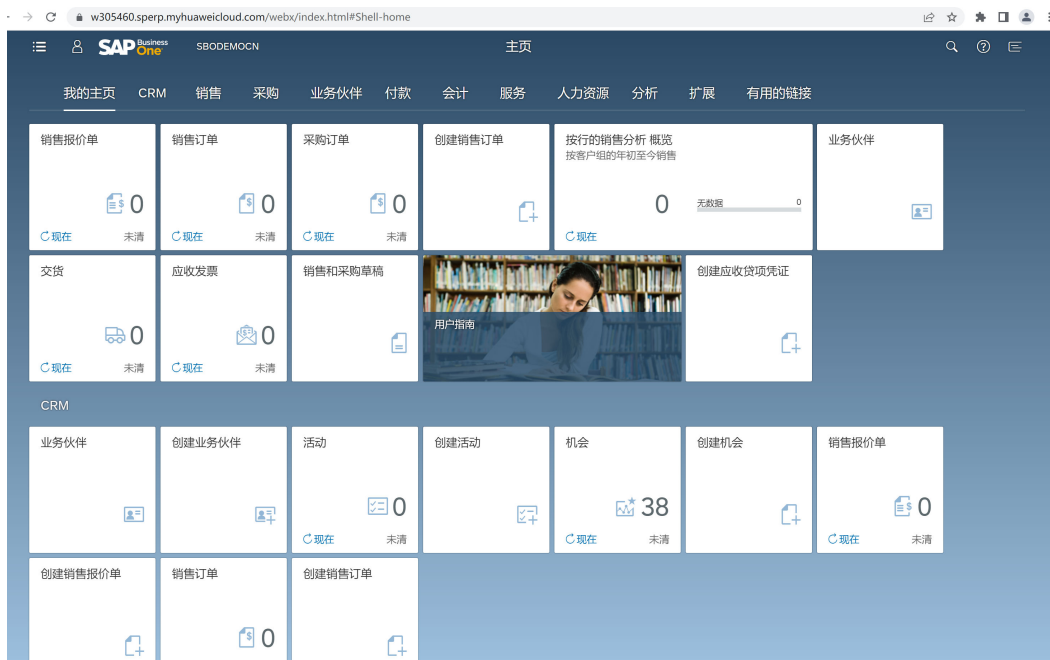 w305460.sperp.myhuaweicloud.com/webx/index.html#Shell-home
SAP Business One
SBODEMOCN
主页
我的主页 CRM 销售 采购 业务伙伴 付款 会计 服务 人力资源 分析 扩展 有用的链接
销售报价单
0
现在 未清
销售订单
0
现在 未清
采购订单
0
现在 未清
创建销售订单
按行的销售分析 概览
按客户组的年初至今销售
0
无数据 0
现在
业务伙伴
交货
0
现在 未清
应收发票
0
现在 未清
销售和采购草稿
用户指南
创建应收贷项凭证
CRM
业务伙伴
创建业务伙伴
活动
0
现在 未清
创建活动
机会
38
现在 未清
创建机会
销售报价单
0
现在 未清
创建销售报价单
销售订单
0
创建销售订单